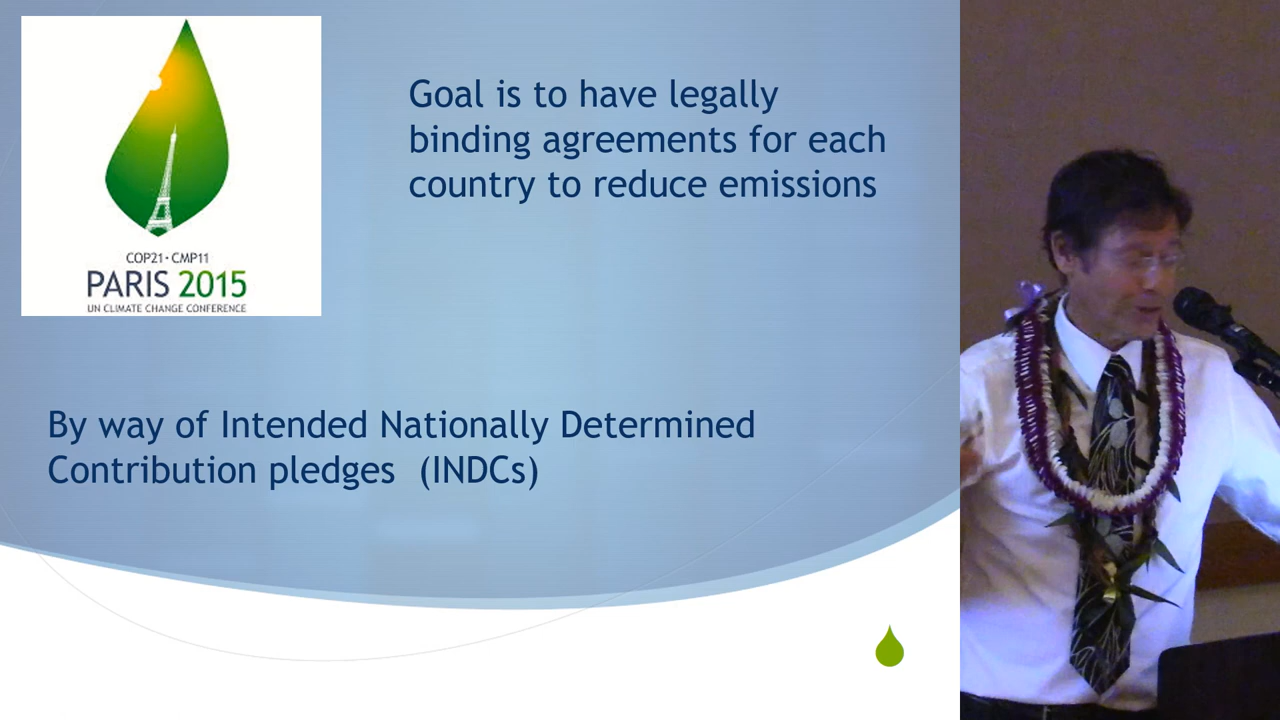 COP21·CMP11
PARIS 2015
UN CLIMATE CHANGE CONFERENCE
Goal is to have legally
binding agreements for each
country to reduce emissions
By way of Intended Nationally Determined
Contribution pledges (INDCs)